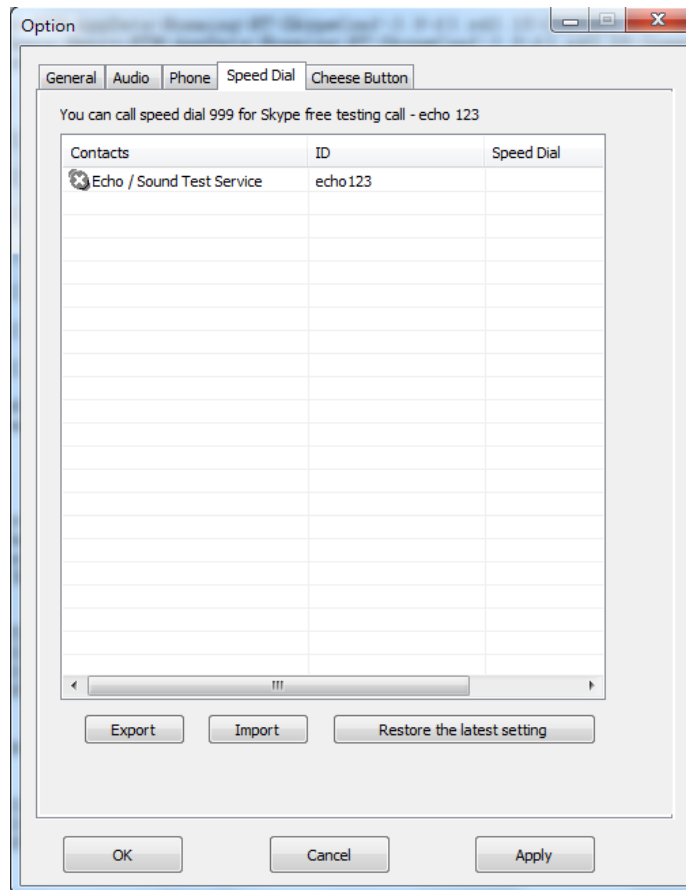 Option
General Audio Phone Speed Dial Cheese Button
You can call speed dial 999 for Skype free testing call - echo 123
Contacts ID Speed Dial
Echo / Sound Test Service echo123
Export Import Restore the latest setting
OK Cancel Apply